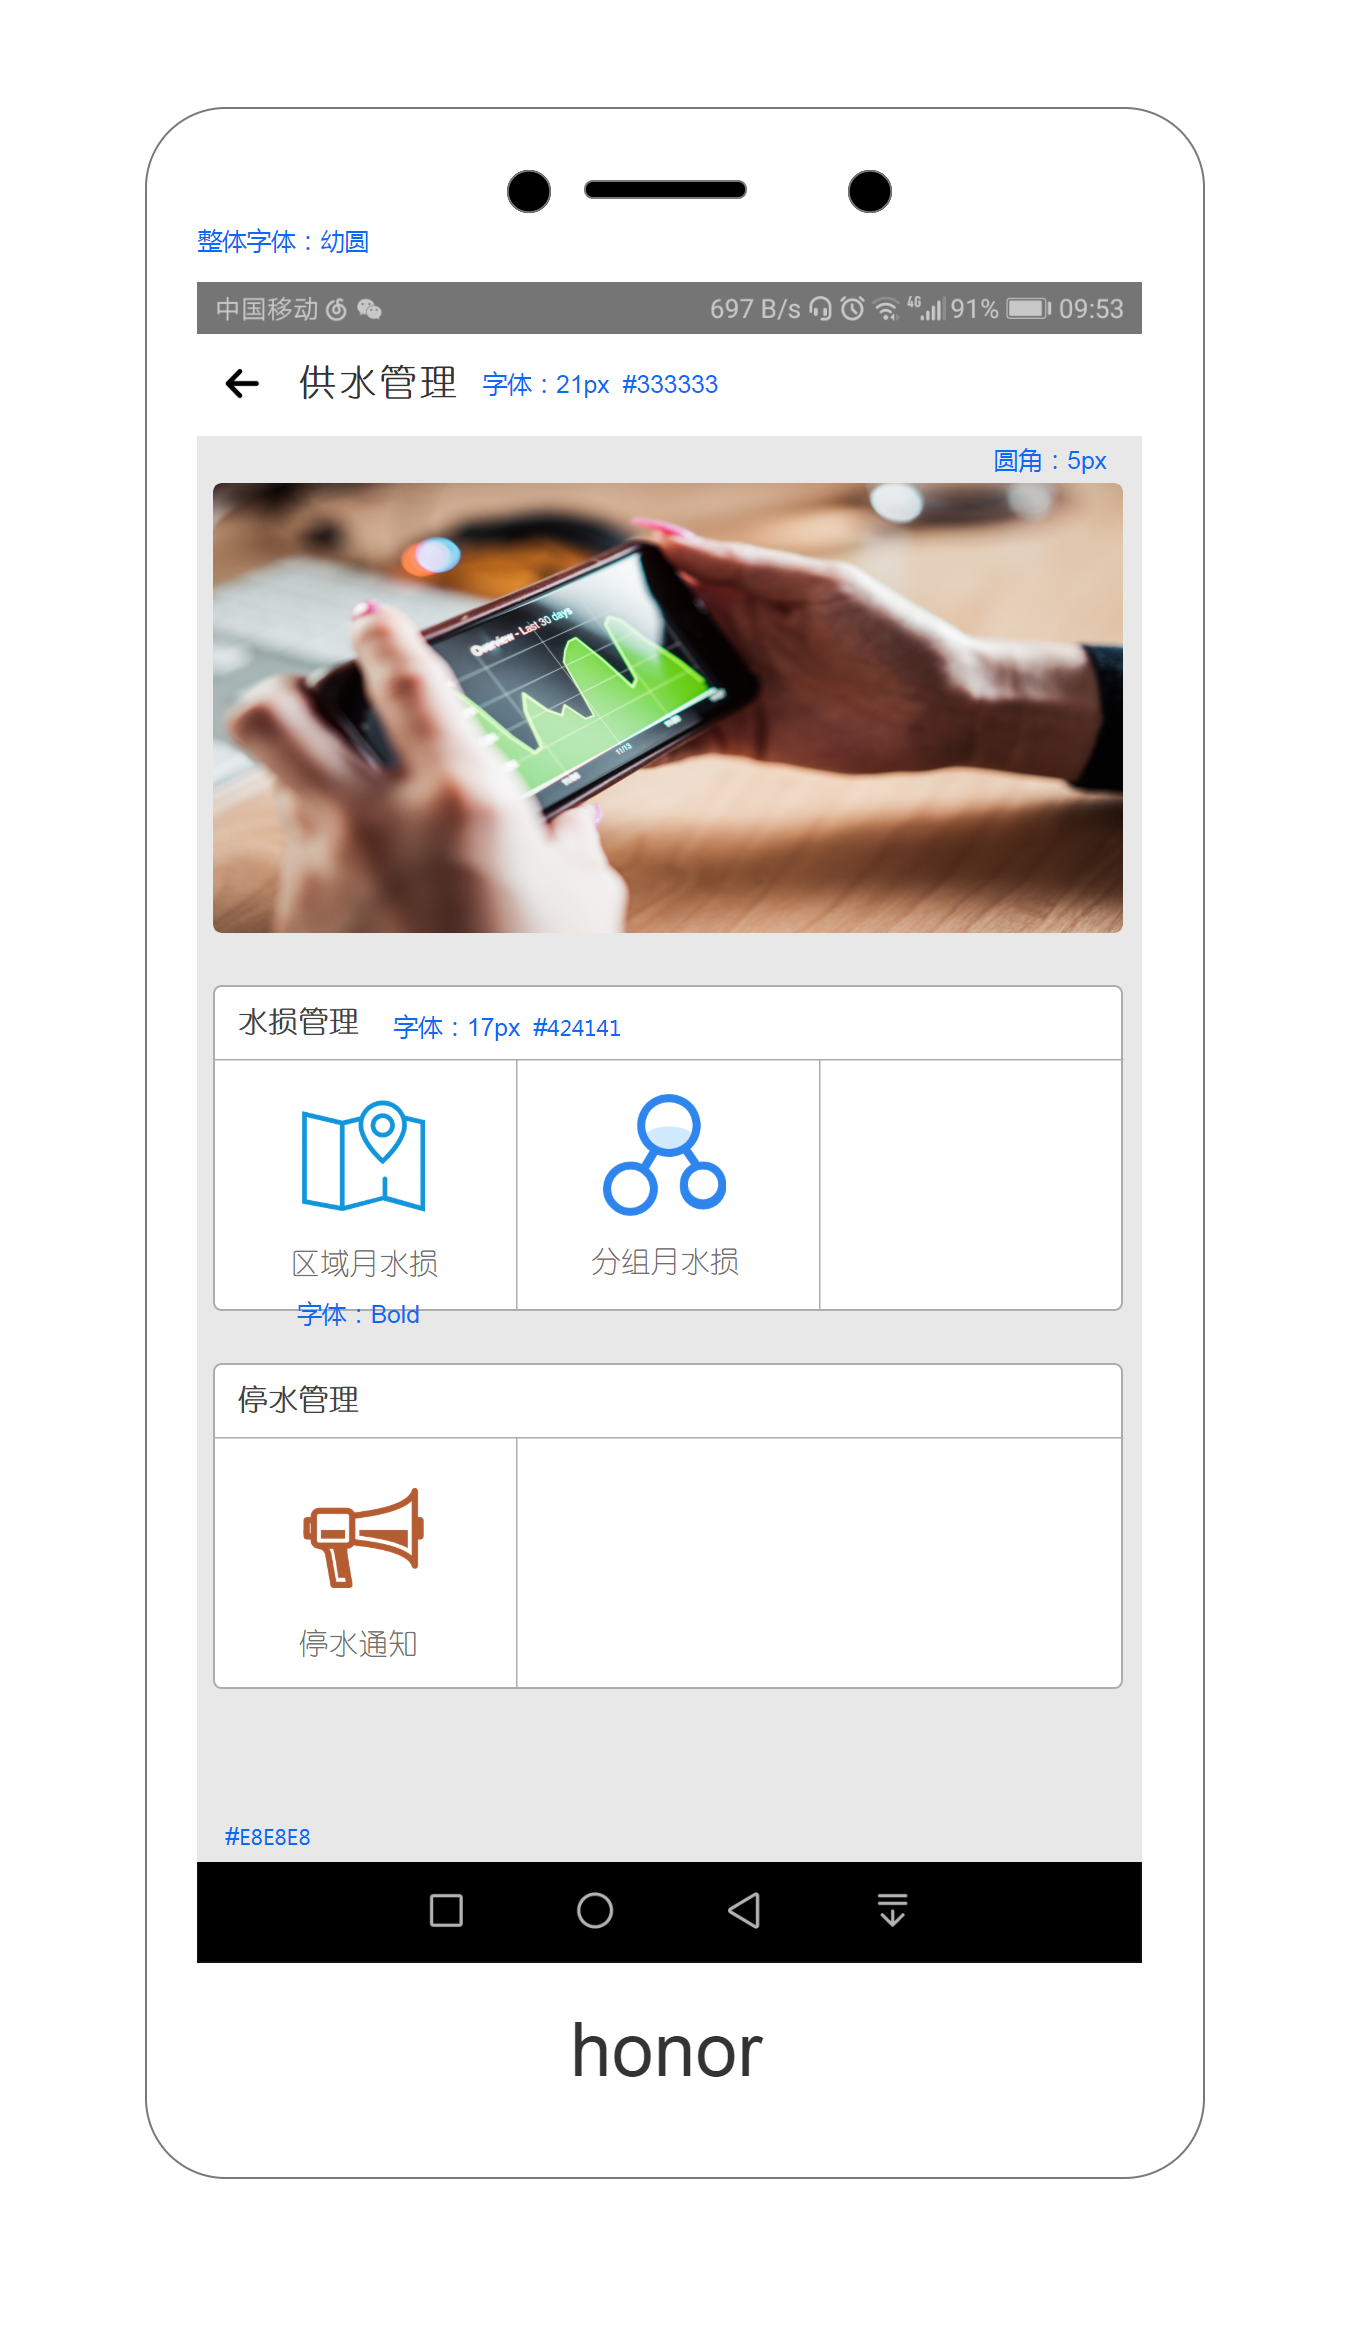 整体字体：幼圆
中国移动 697 B/s 4G 91% 09:53
供水管理 字体：21px #333333
圆角：5px
Overview - Last 30 days
11/13
水损管理 字体：17px #424141
区域月水损 分组月水损
字体：Bold
停水管理
停水通知
#E8E8E8
honor